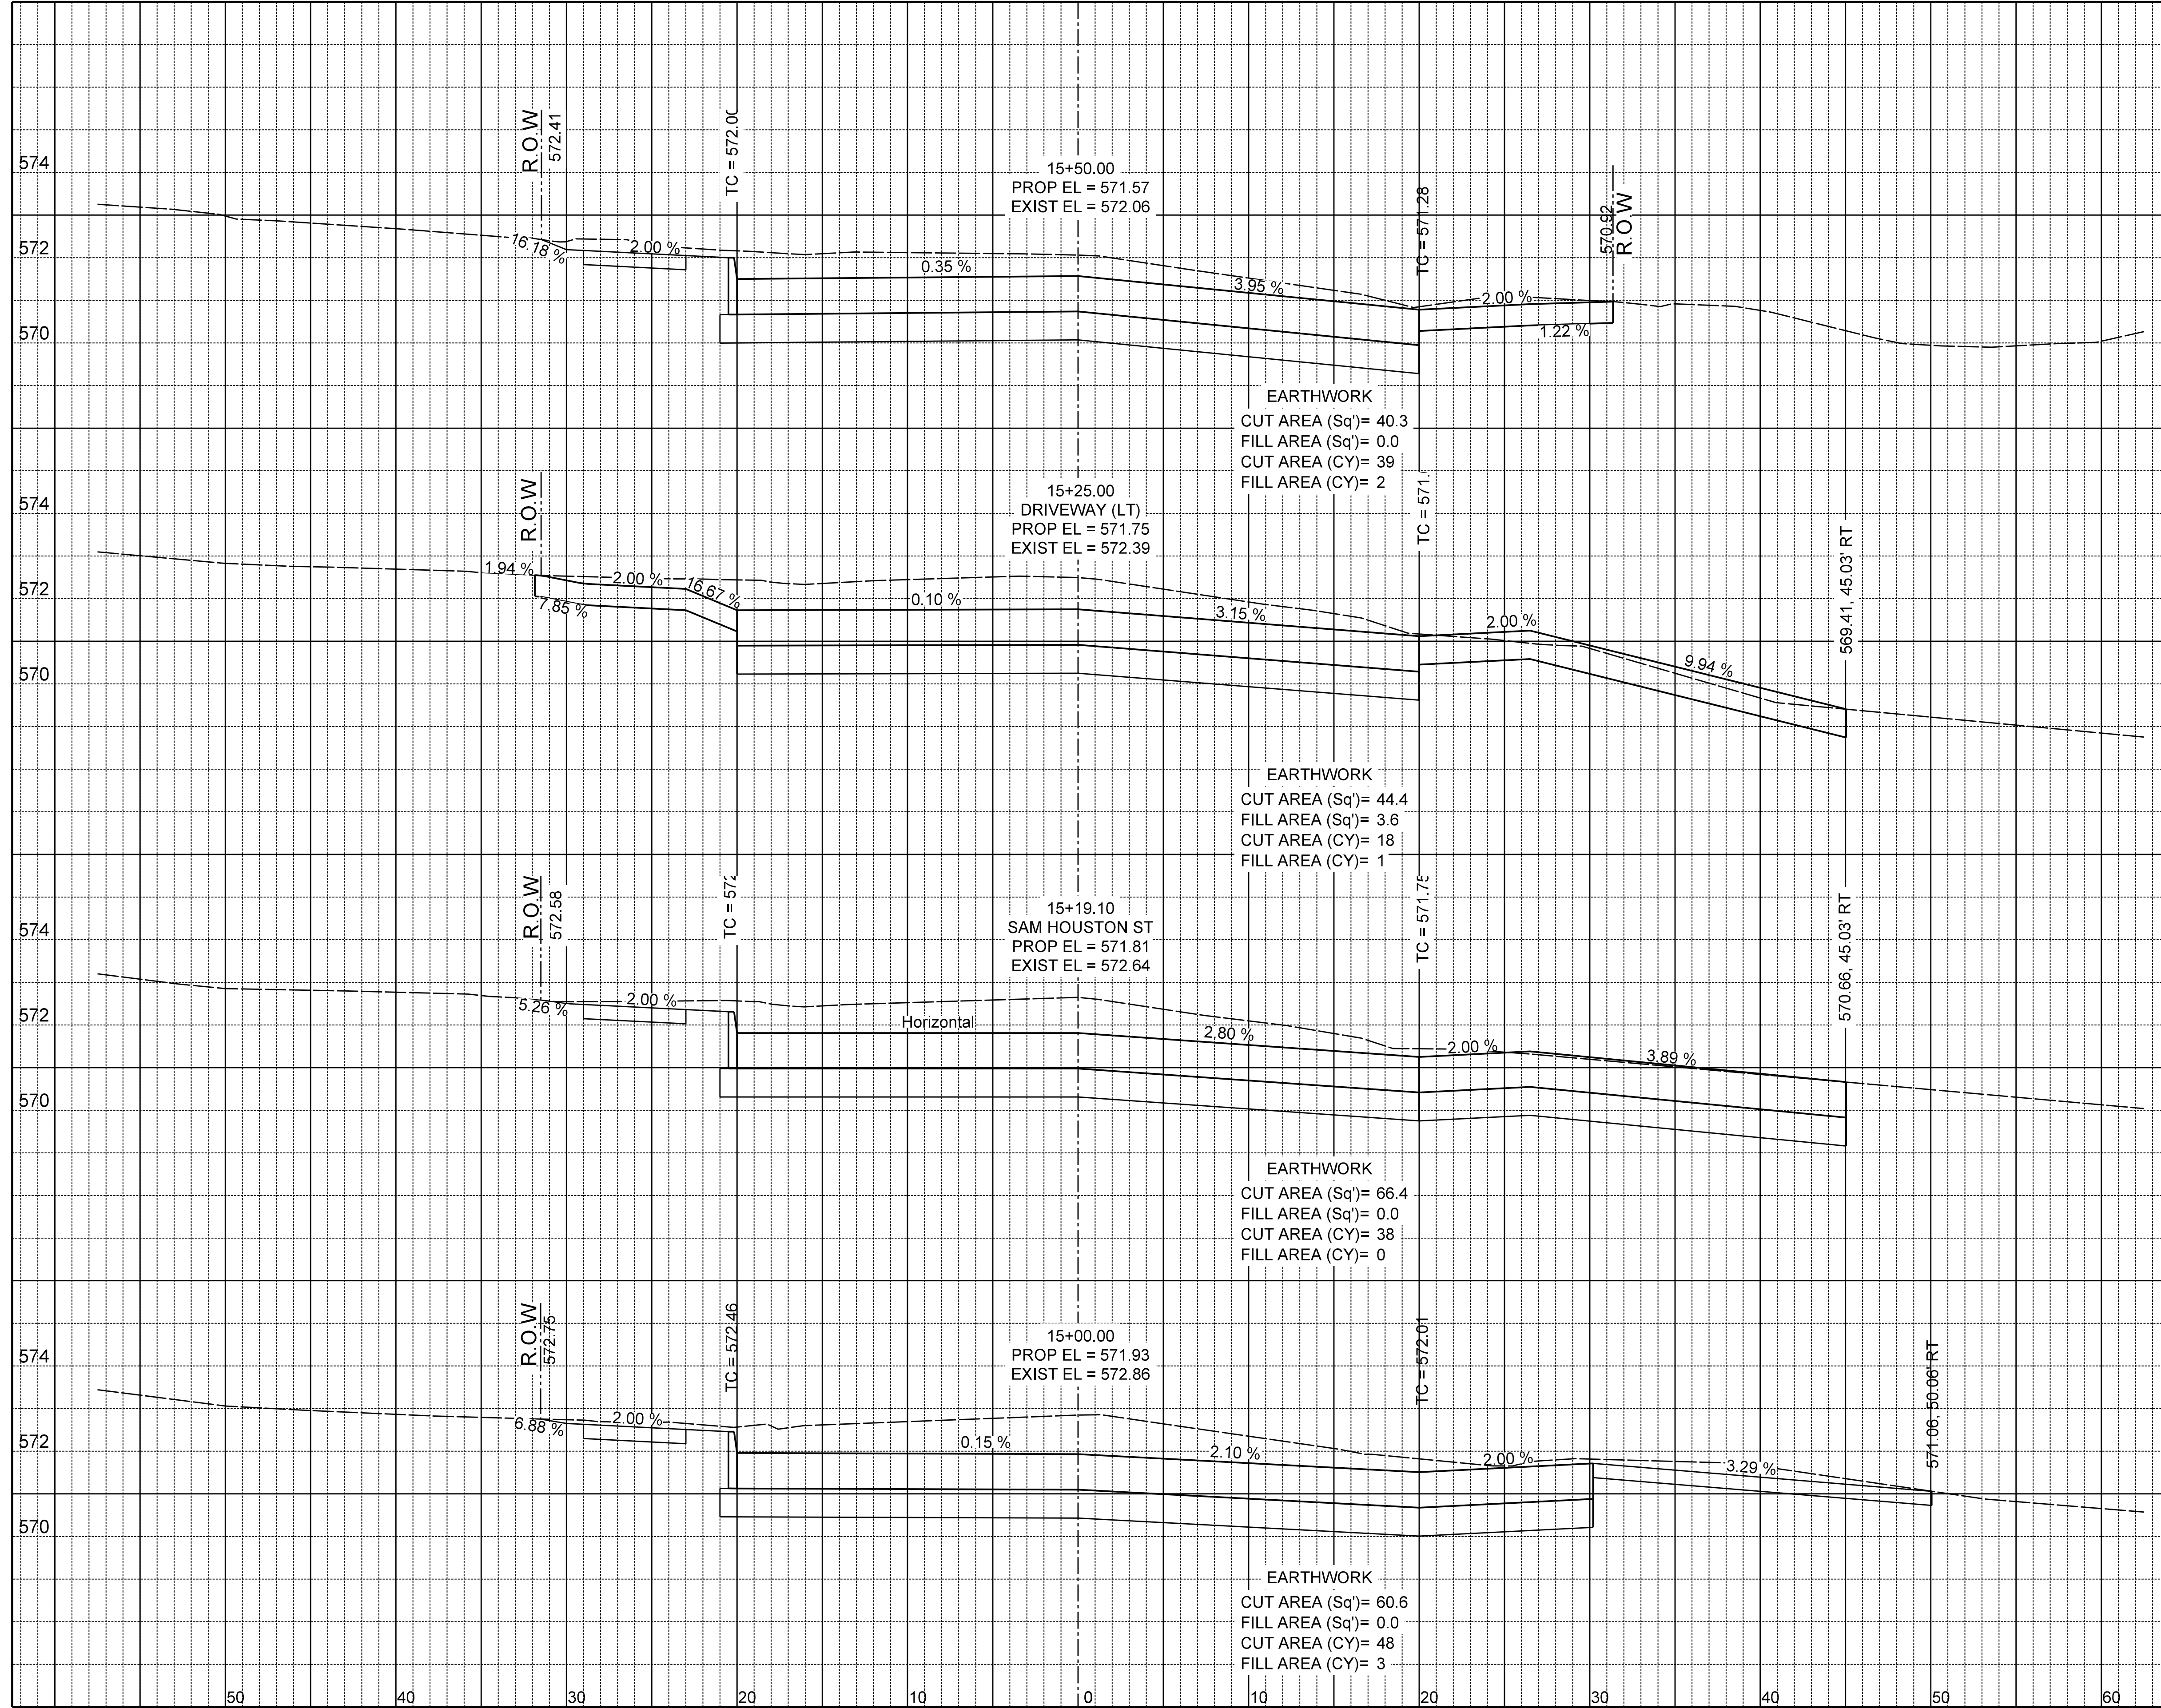 R.O.W
572.41
TC = 572.00
15+50.00
PROP EL = 571.57
EXIST EL = 572.06
TC = 571.28
570.92
R.O.W
574
572
570
16.18 %
2.00 %
0.35 %
3.95 %
2.00 %
1.22 %
EARTHWORK
CUT AREA (Sq')= 40.3
FILL AREA (Sq')= 0.0
CUT AREA (CY)= 39
FILL AREA (CY)= 2
R.O.W
15+25.00
DRIVEWAY (LT)
PROP EL = 571.75
EXIST EL = 572.39
TC = 571.
569.41, 45.03' RT
574
572
570
1.94 %
7.85 %
2.00 %
16.67 %
0.10 %
3.15 %
2.00 %
9.94 %
EARTHWORK
CUT AREA (Sq')= 44.4
FILL AREA (Sq')= 3.6
CUT AREA (CY)= 18
FILL AREA (CY)= 1
R.O.W
572.58
TC = 572
15+19.10
SAM HOUSTON ST
PROP EL = 571.81
EXIST EL = 572.64
TC = 571.75
570.66, 45.03' RT
574
572
570
5.26 %
2.00 %
Horizontal
2.80 %
2.00 %
3.89 %
EARTHWORK
CUT AREA (Sq')= 66.4
FILL AREA (Sq')= 0.0
CUT AREA (CY)= 38
FILL AREA (CY)= 0
R.O.W
572.75
TC = 572.46
15+00.00
PROP EL = 571.93
EXIST EL = 572.86
TC = 572.01
571.06, 50.06' RT
574
572
570
6.88 %
2.00 %
0.15 %
2.10 %
2.00 %
3.29 %
EARTHWORK
CUT AREA (Sq')= 60.6
FILL AREA (Sq')= 0.0
CUT AREA (CY)= 48
FILL AREA (CY)= 3
50 40 30 20 10 0 10 20 30 40 50 60